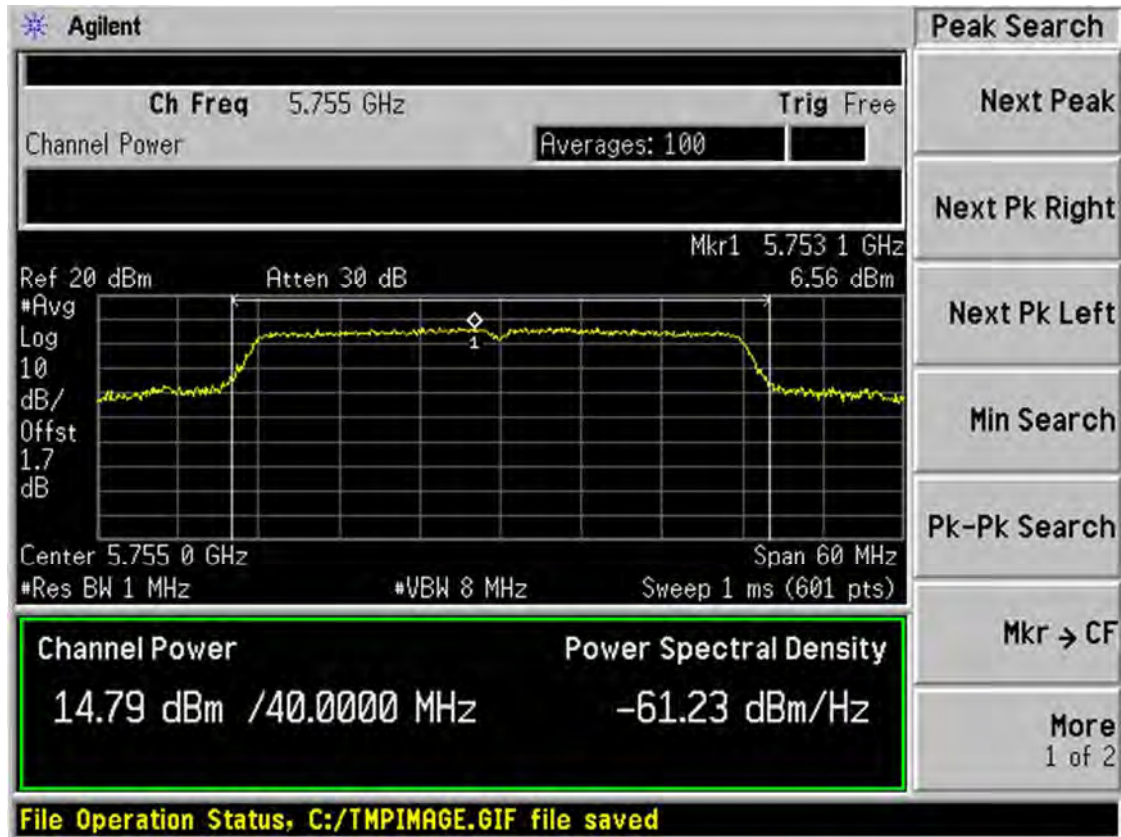 Agilent
Peak Search
Ch Freq 5.755 GHz Trig Free
Channel Power Averages: 100
Mkr1 5.753 1 GHz
Ref 20 dBm Atten 30 dB 6.56 dBm
#Avg
Log
10
dB/
Offst
1.7
dB
1
Center 5.755 0 GHz Span 60 MHz
#Res BW 1 MHz #VBW 8 MHz Sweep 1 ms (601 pts)
Channel Power Power Spectral Density
14.79 dBm /40.0000 MHz -61.23 dBm/Hz
File Operation Status, C:/TMPIMAGE.GIF file saved
Next Peak
Next Pk Right
Next Pk Left
Min Search
Pk-Pk Search
Mkr → CF
More
1 of 2